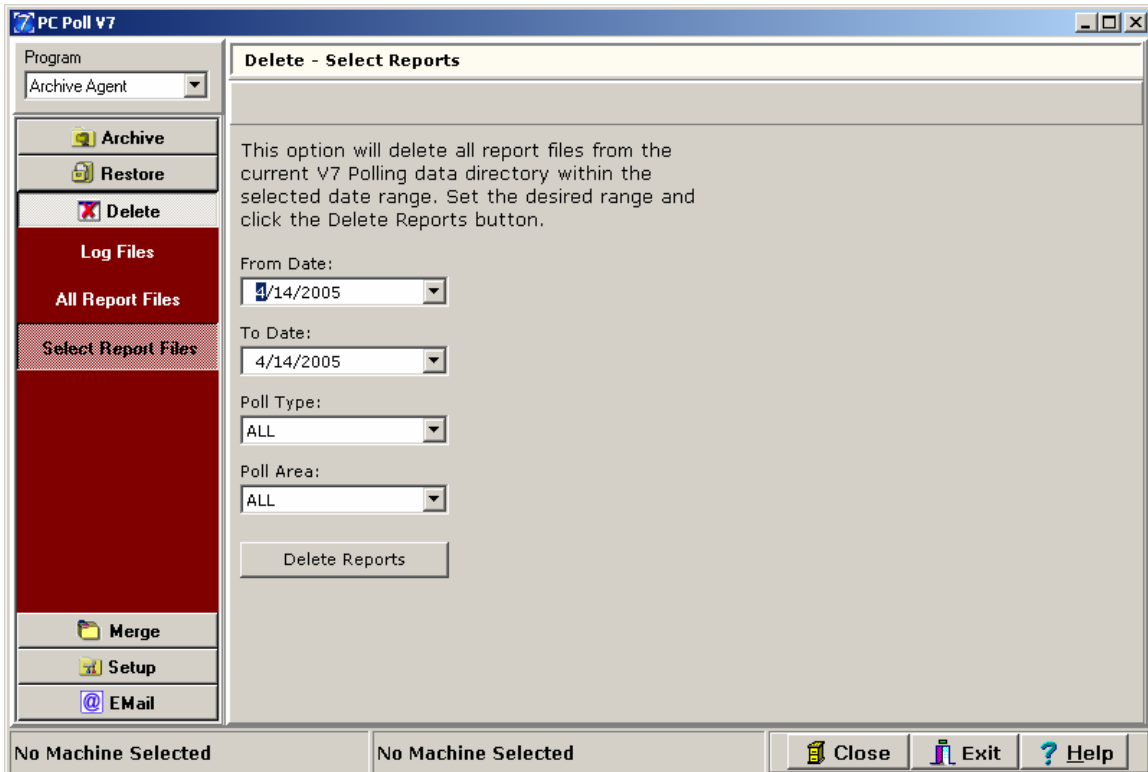 7 PC Poll V7
Program
Archive Agent
Archive
Restore
Delete
Log Files
All Report Files
Select Report Files
Merge
Setup
@ EMail
Delete - Select Reports
This option will delete all report files from the
current V7 Polling data directory within the
selected date range. Set the desired range and
click the Delete Reports button.
From Date:
4/14/2005
To Date:
4/14/2005
Poll Type:
ALL
Poll Area:
ALL
Delete Reports
No Machine Selected
No Machine Selected
Close
Exit
? Help